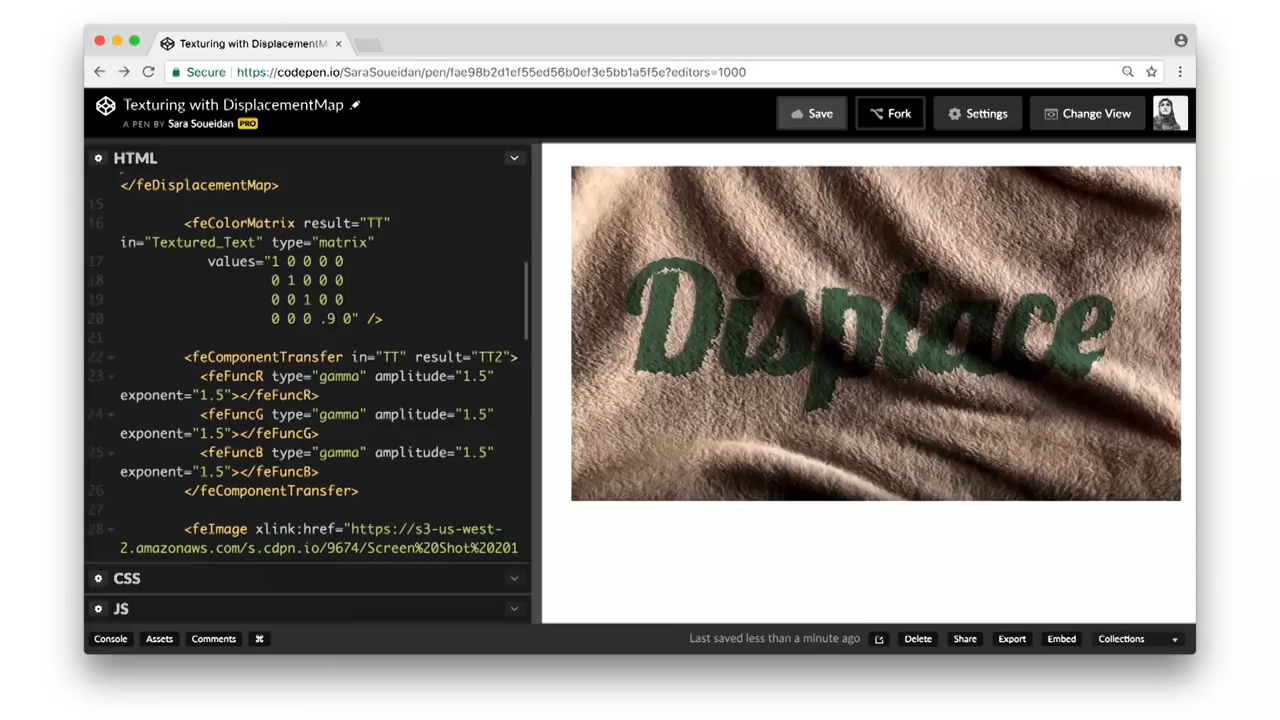 Texturing with DisplacementM
Secure https://codepen.io/SaraSoueidan/pen/fae98b2d1ef55ed56b0ef3e5bb1a5f5e?editors=1000
Texturing with DisplacementMap
A PEN BY Sara Soueidan PRO
Save
Fork
Settings
Change View
HTML
</feDisplacementMap>
15
16 <feColorMatrix result="TT"
in="Textured_Text" type="matrix"
17 values="1 0 0 0 0
18 0 1 0 0 0
19 0 0 1 0 0
20 0 0 0 .9 0" />
21
22 <feComponentTransfer in="TT" result="TT2">
23 <feFuncR type="gamma" amplitude="1.5"
exponent="1.5"></feFuncR>
24 <feFuncG type="gamma" amplitude="1.5"
exponent="1.5"></feFuncG>
25 <feFuncB type="gamma" amplitude="1.5"
exponent="1.5"></feFuncB>
26 </feComponentTransfer>
27
28 <feImage xlink:href="https://s3-us-west-
2.amazonaws.com/s.cdpn.io/9674/Screen%20Shot%20201
Displace
CSS
JS
Console
Assets
Comments
⌘
Last saved less than a minute ago
Delete
Share
Export
Embed
Collections